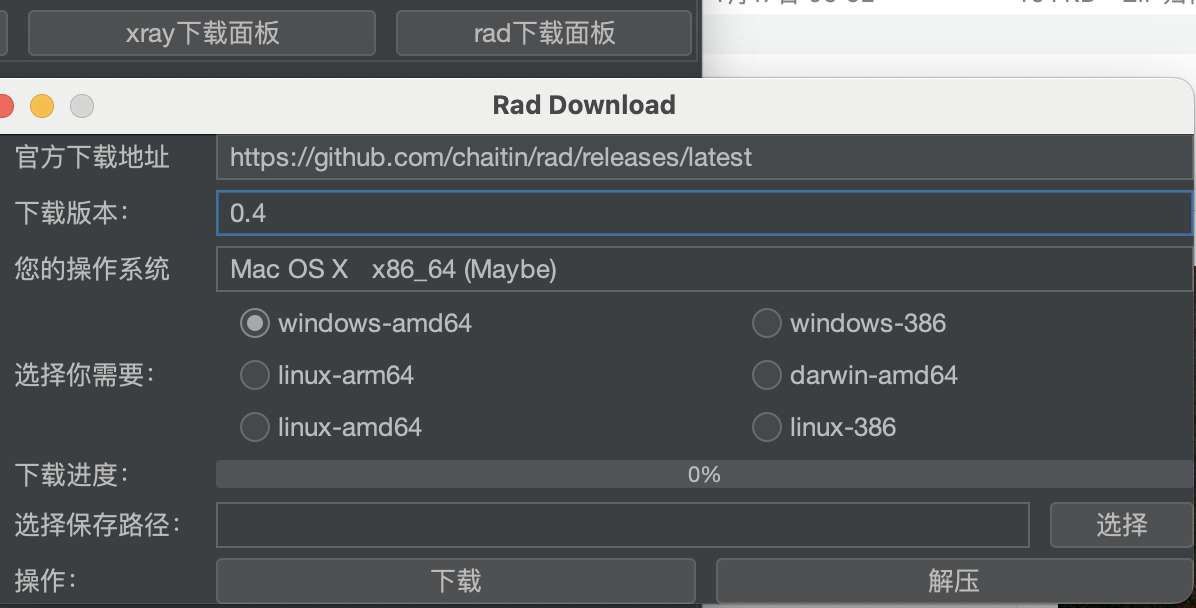 xray下载面板 rad下载面板
Rad Download
官方下载地址 https://github.com/chaitin/rad/releases/latest
下载版本： 0.4
您的操作系统 Mac OS X x86_64 (Maybe)
windows-amd64 windows-386
选择你需要： linux-arm64 darwin-amd64
linux-amd64 linux-386
下载进度： 0%
选择保存路径： 选择
操作： 下载 解压